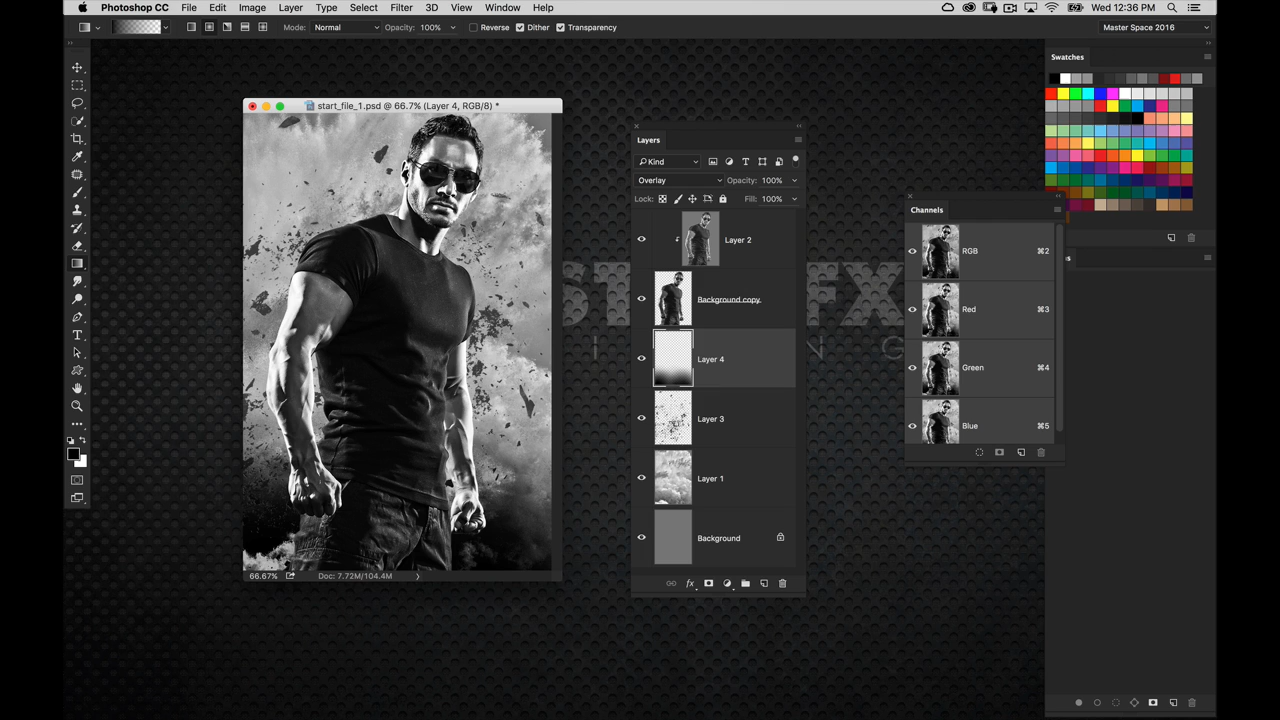 Photoshop CC File Edit Image Layer Type Select Filter 3D View Window Help Wed 12:36 PM
Mode: Normal Opacity: 100% Reverse Dither Transparency Master Space 2016
Swatches
start_file_1.psd @ 66.7% (Layer 4, RGB/8) *
Layers
Kind
Overlay Opacity: 100%
Lock: Fill: 100%
Layer 2
Background copy
Layer 4
Layer 3
Layer 1
Background
fx
Channels
RGB ⌘2
Red ⌘3
Green ⌘4
Blue ⌘5
66.67% Doc: 7.72M/104.4M